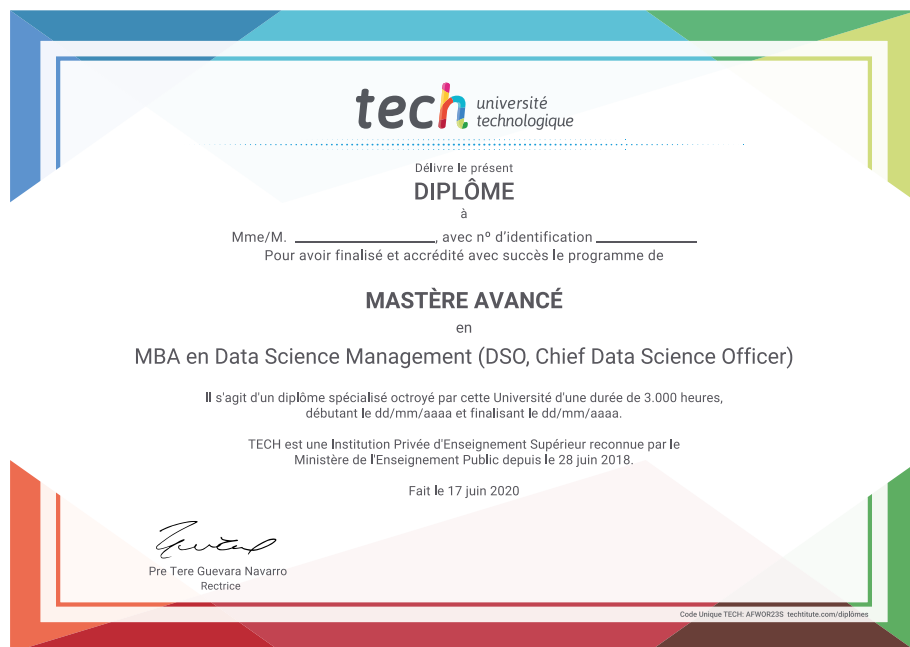 tech université
technologique
Délivre le présent
DIPLÔME
à
Mme/M. ______________, avec nº d'identification ______________
Pour avoir finalisé et accrédité avec succès le programme de
MASTÈRE AVANCÉ
en
MBA en Data Science Management (DSO, Chief Data Science Officer)
Il s'agit d'un diplôme spécialisé octroyé par cette Université d'une durée de 3.000 heures,
débutant le dd/mm/aaaa et finalisant le dd/mm/aaaa.
TECH est une Institution Privée d'Enseignement Supérieur reconnue par le
Ministère de l'Enseignement Public depuis le 28 juin 2018.
Fait le 17 juin 2020
Pre Tere Guevara Navarro
Rectrice
Code Unique TECH: AFWOR23S techtitute.com/diplômes